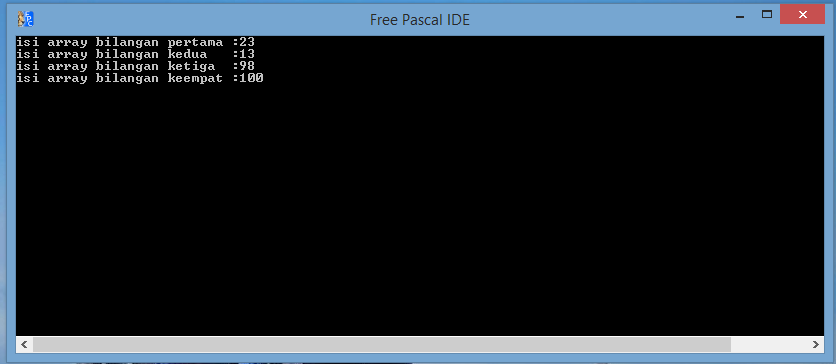 Free Pascal IDE
isi array bilangan pertama :23
isi array bilangan kedua   :13
isi array bilangan ketiga  :98
isi array bilangan keempat :100